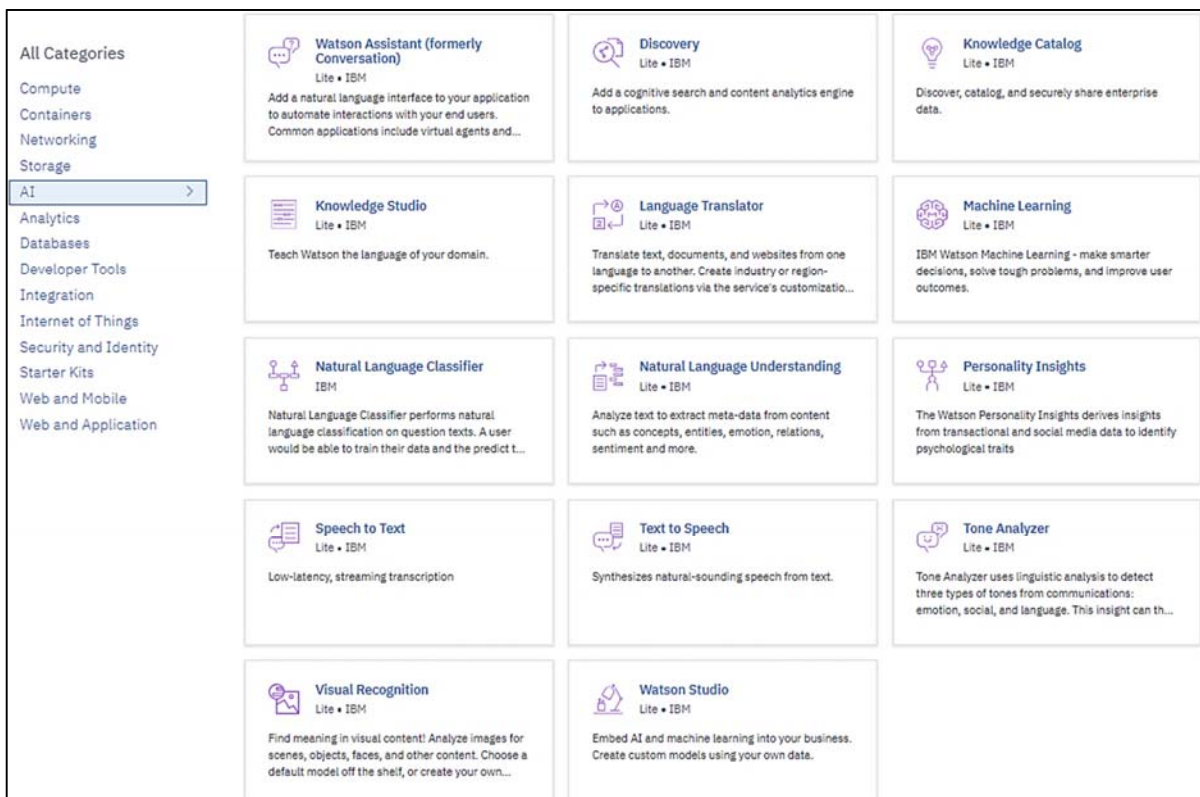 All Categories
Compute
Containers
Networking
Storage
AI
Analytics
Databases
Developer Tools
Integration
Internet of Things
Security and Identity
Starter Kits
Web and Mobile
Web and Application
Watson Assistant (formerly
Conversation)
Lite • IBM
Add a natural language interface to your application
to automate interactions with your end users.
Common applications include virtual agents and...
Discovery
Lite • IBM
Add a cognitive search and content analytics engine
to applications.
Knowledge Catalog
Lite • IBM
Discover, catalog, and securely share enterprise
data.
Knowledge Studio
Lite • IBM
Teach Watson the language of your domain.
Language Translator
Lite • IBM
Translate text, documents, and websites from one
language to another. Create industry or region-
specific translations via the service's customizatio...
Machine Learning
Lite • IBM
IBM Watson Machine Learning - make smarter
decisions, solve tough problems, and improve user
outcomes.
Natural Language Classifier
IBM
Natural Language Classifier performs natural
language classification on question texts. A user
would be able to train their data and the predict t...
Natural Language Understanding
Lite • IBM
Analyze text to extract meta-data from content
such as concepts, entities, emotion, relations,
sentiment and more.
Personality Insights
Lite • IBM
The Watson Personality Insights derives insights
from transactional and social media data to identify
psychological traits
Speech to Text
Lite • IBM
Low-latency, streaming transcription
Text to Speech
Lite • IBM
Synthesizes natural-sounding speech from text.
Tone Analyzer
Lite • IBM
Tone Analyzer uses linguistic analysis to detect
three types of tones from communications:
emotion, social, and language. This insight can th...
Visual Recognition
Lite • IBM
Find meaning in visual content! Analyze images for
scenes, objects, faces, and other content. Choose a
default model off the shelf, or create your own...
Watson Studio
Lite • IBM
Embed AI and machine learning into your business.
Create custom models using your own data.